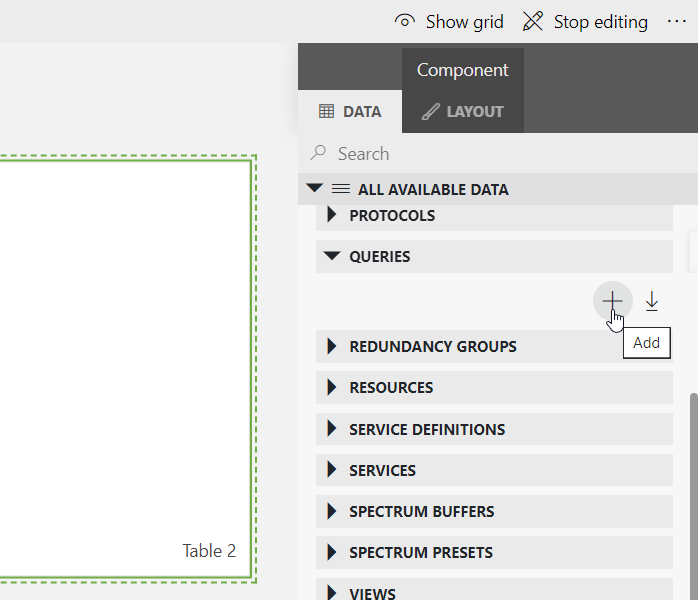 Show grid Stop editing
Component
DATA LAYOUT
Search
ALL AVAILABLE DATA
PROTOCOLS
QUERIES
Add
REDUNDANCY GROUPS
RESOURCES
SERVICE DEFINITIONS
SERVICES
SPECTRUM BUFFERS
Table 2
SPECTRUM PRESETS
VIEWS